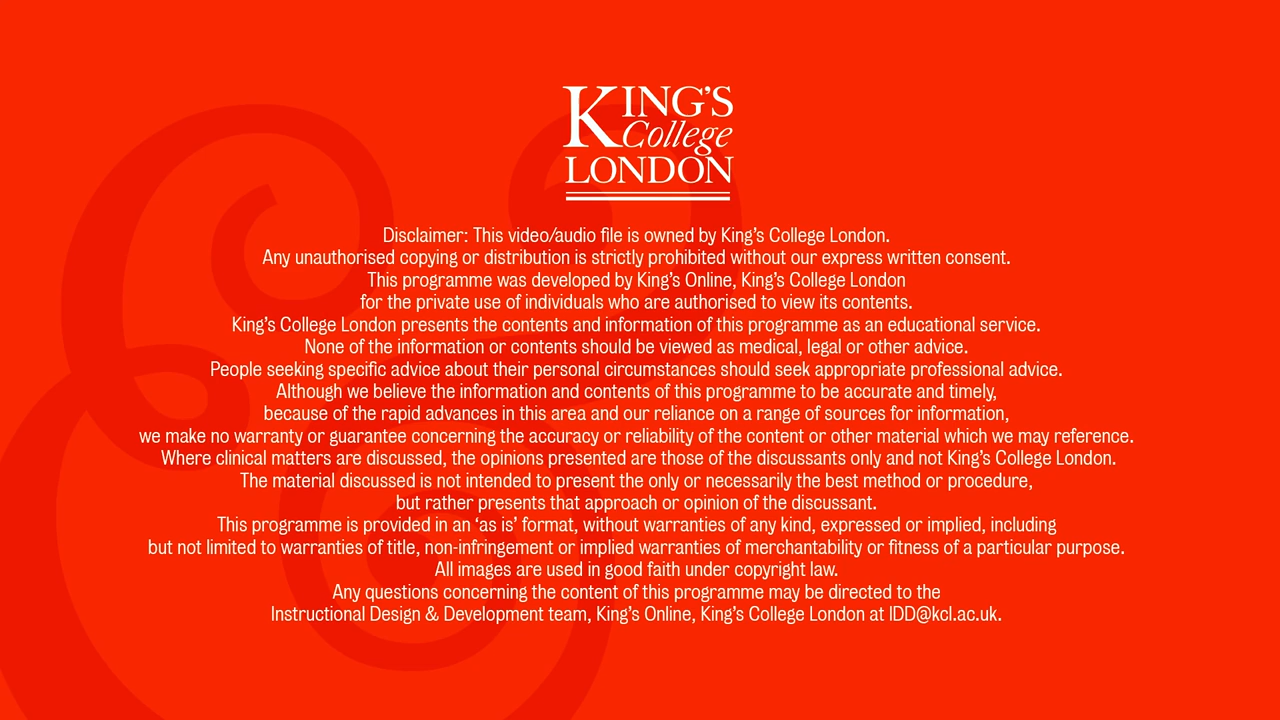 KING'S
College
LONDON
Disclaimer: This video/audio file is owned by King's College London.
Any unauthorised copying or distribution is strictly prohibited without our express written consent.
This programme was developed by King's Online, King's College London
for the private use of individuals who are authorised to view its contents.
King's College London presents the contents and information of this programme as an educational service.
None of the information or contents should be viewed as medical, legal or other advice.
People seeking specific advice about their personal circumstances should seek appropriate professional advice.
Although we believe the information and contents of this programme to be accurate and timely,
because of the rapid advances in this area and our reliance on a range of sources for information,
we make no warranty or guarantee concerning the accuracy or reliability of the content or other material which we may reference.
Where clinical matters are discussed, the opinions presented are those of the discussants only and not King's College London.
The material discussed is not intended to present the only or necessarily the best method or procedure,
but rather presents that approach or opinion of the discussant.
This programme is provided in an 'as is' format, without warranties of any kind, expressed or implied, including
but not limited to warranties of title, non-infringement or implied warranties of merchantability or fitness of a particular purpose.
All images are used in good faith under copyright law.
Any questions concerning the content of this programme may be directed to the
Instructional Design & Development team, King's Online, King's College London at IDD@kcl.ac.uk.